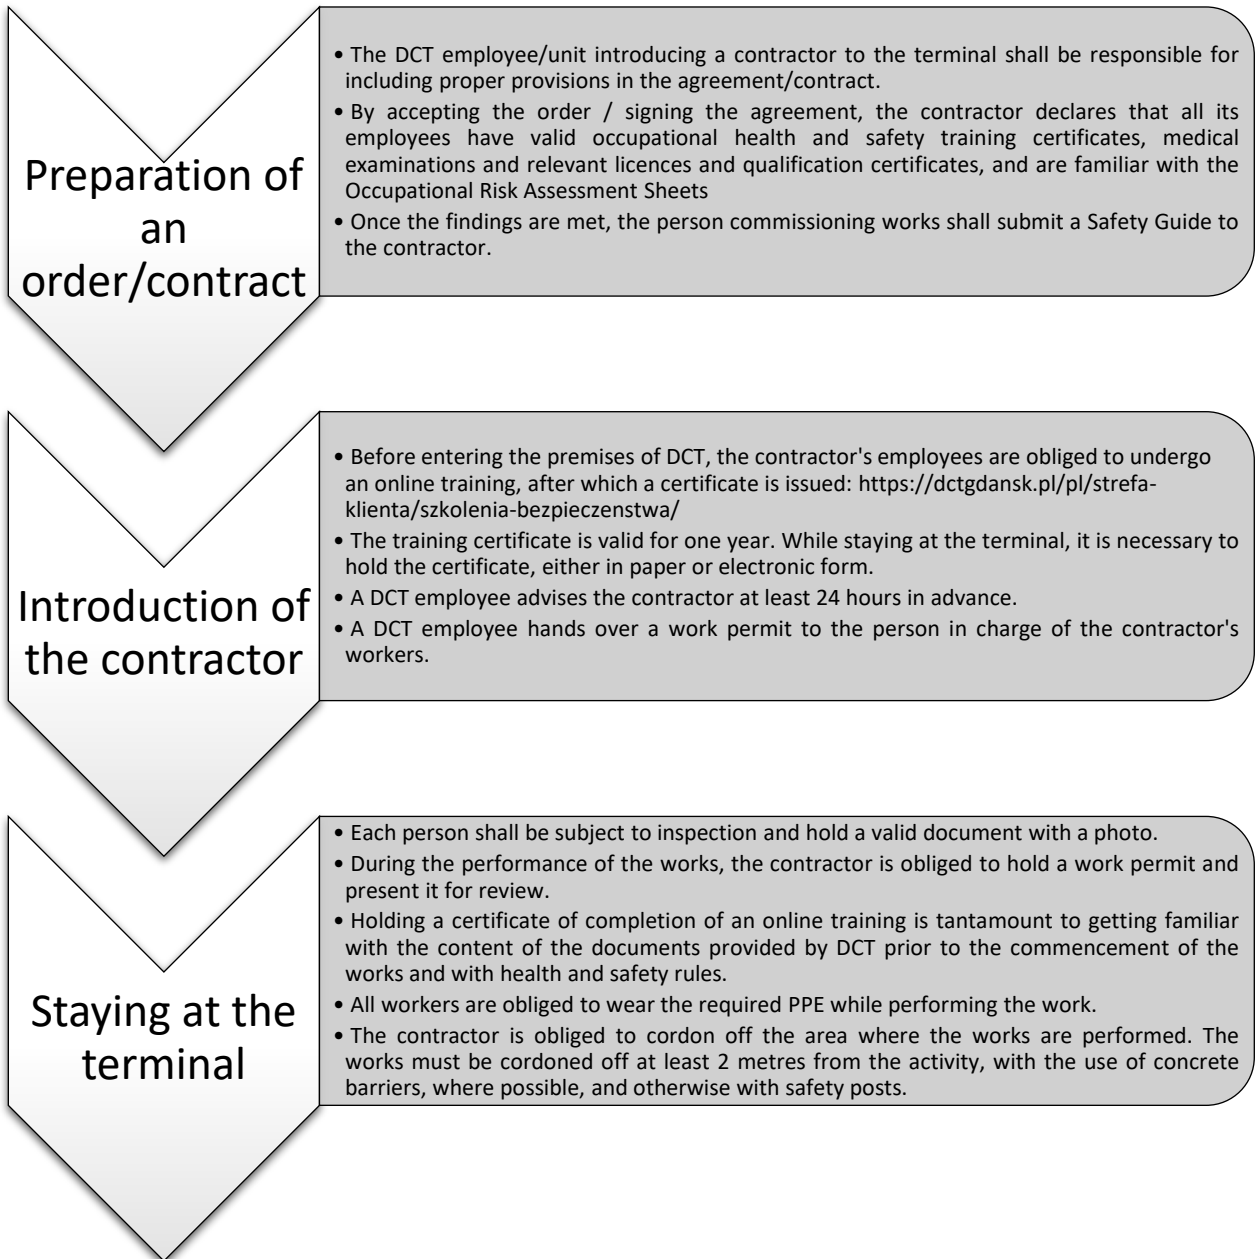 Preparation of
an
order/contract
• The DCT employee/unit introducing a contractor to the terminal shall be responsible for
including proper provisions in the agreement/contract.
• By accepting the order / signing the agreement, the contractor declares that all its
employees have valid occupational health and safety training certificates, medical
examinations and relevant licences and qualification certificates, and are familiar with the
Occupational Risk Assessment Sheets
• Once the findings are met, the person commissioning works shall submit a Safety Guide to
the contractor.
Introduction of
the contractor
• Before entering the premises of DCT, the contractor's employees are obliged to undergo
an online training, after which a certificate is issued: https://dctgdansk.pl/pl/strefa-
klienta/szkolenia-bezpieczenstwa/
• The training certificate is valid for one year. While staying at the terminal, it is necessary to
hold the certificate, either in paper or electronic form.
• A DCT employee advises the contractor at least 24 hours in advance.
• A DCT employee hands over a work permit to the person in charge of the contractor's
workers.
Staying at the
terminal
• Each person shall be subject to inspection and hold a valid document with a photo.
• During the performance of the works, the contractor is obliged to hold a work permit and
present it for review.
• Holding a certificate of completion of an online training is tantamount to getting familiar
with the content of the documents provided by DCT prior to the commencement of the
works and with health and safety rules.
• All workers are obliged to wear the required PPE while performing the work.
• The contractor is obliged to cordon off the area where the works are performed. The
works must be cordoned off at least 2 metres from the activity, with the use of concrete
barriers, where possible, and otherwise with safety posts.